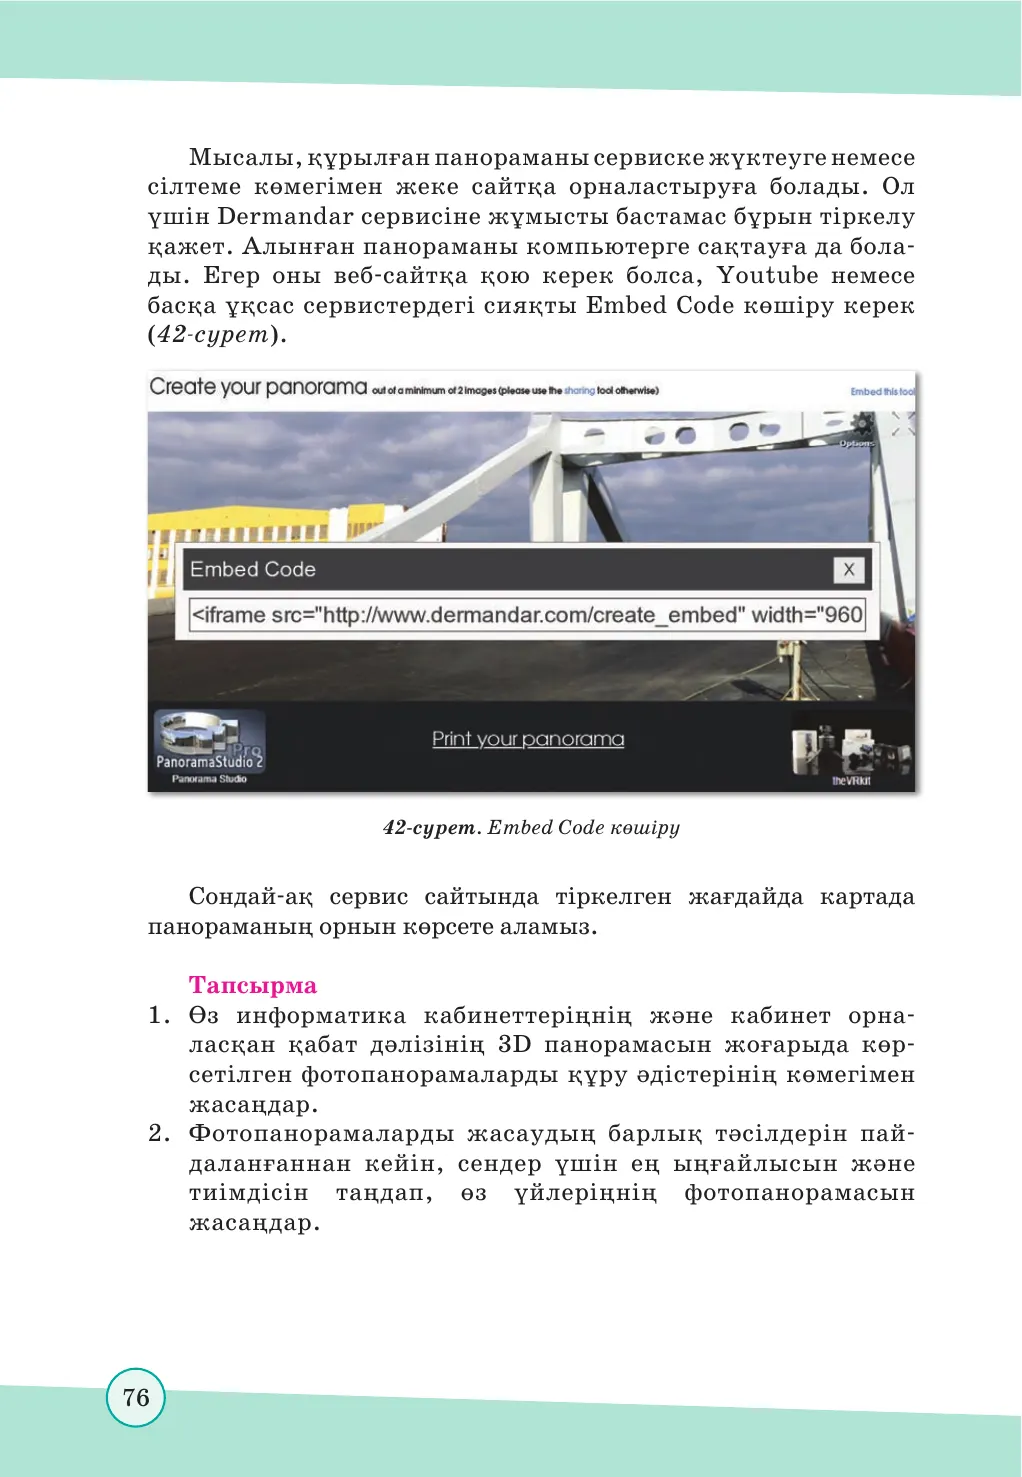 Мысалы, құрылған панораманы сервиске жүктеуге немесе
сілтеме көмегімен жеке сайтқа орналастыруға болады. Ол
үшін Dermandar сервисіне жұмысты бастамас бұрын тіркелу
қажет. Алынған панораманы компьютерге сақтауға да бола-
ды. Егер оны веб-сайтқа қою керек болса, Youtube немесе
басқа ұқсас сервистердегі сияқты Embed Code көшіру керек
(42-сурет).
Create your panorama out of a minimum of 2 images (please use the sharing tool otherwise) Embed this tool
Options
Embed Code X
<iframe src="http://www.dermandar.com/create_embed" width="960
Print your panorama
Pro
PanoramaStudio 2
Panorama Studio
theVRkit
42-сурет. Embed Code көшіру
Сондай-ақ сервис сайтында тіркелген жағдайда картада
панораманың орнын көрсете аламыз.
Тапсырма
1. Өз информатика кабинеттеріңнің және кабинет орна-
ласқан қабат дәлізінің 3D панорамасын жоғарыда көр-
сетілген фотопанорамаларды құру әдістерінің көмегімен
жасаңдар.
2. Фотопанорамаларды жасаудың барлық тәсілдерін пай-
даланғаннан кейін, сендер үшін ең ыңғайлысын және
тиімдісін таңдап, өз үйлеріңнің фотопанорамасын
жасаңдар.
76